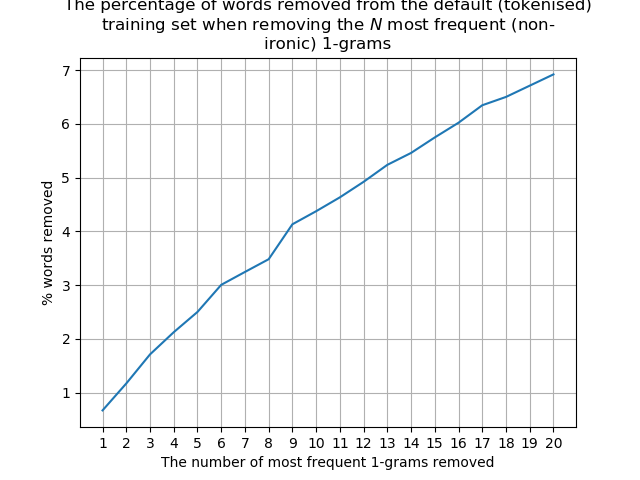 The percentage of words removed from the default (tokenised)
training set when removing the N most frequent (non-
ironic) 1-grams
7
6
5
4
3
2
1
% words removed
1 2 3 4 5 6 7 8 9 10 11 12 13 14 15 16 17 18 19 20
The number of most frequent 1-grams removed